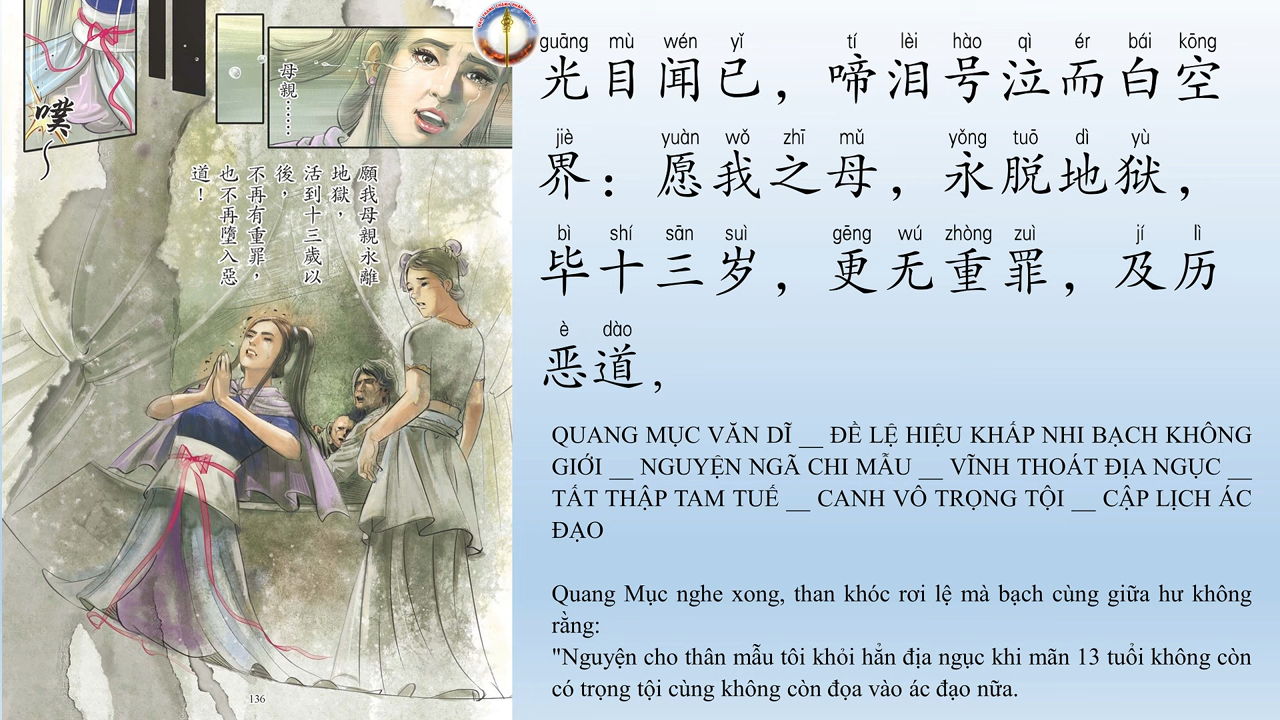 噗
母親……
願我母親永離
地獄，
活到十三歲以
後，
不再有重罪，
也不再墮入惡
道！
136
guāng mù wén yǐ tí lèi hào qì ér bái kōng
光目闻已，啼泪号泣而白空
jiè yuàn wǒ zhī mǔ yǒng tuō dì yù
界：愿我之母，永脱地狱，
bì shí sān suì gēng wú zhòng zuì jí lì
毕十三岁，更无重罪，及历
è dào
恶道，
QUANG MỤC VĂN DĨ __ ĐỀ LỆ HIỆU KHẤP NHI BẠCH KHÔNG
GIỚI __ NGUYỆN NGÃ CHI MẪU __ VĨNH THOÁT ĐỊA NGỤC __
TẤT THẬP TAM TUẾ __ CANH VÔ TRỌNG TỘI __ CẬP LỊCH ÁC
ĐẠO
Quang Mục nghe xong, than khóc rơi lệ mà bạch cùng giữa hư không
rằng:
"Nguyện cho thân mẫu tôi khỏi hẳn địa ngục khi mãn 13 tuổi không còn
có trọng tội cùng không còn đọa vào ác đạo nữa.